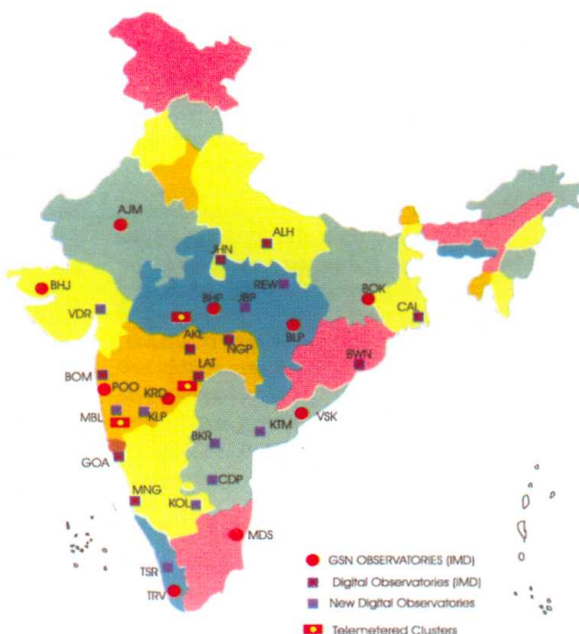 AJM
ALH
JHN
BHJ
REW
BOK
VDR
BHP
JBP
CAL
BLP
AKL
NGP
BWN
LAT
BOM
POO
KRD
MBL
KLP
VSK
KTM
BKR
GOA
CDP
MNG
KOL
MDS
TSR
TRV
GSN OBSERVATORIES (IMD)
Digital Observatories (IMD)
New Digital Observatories
Telemetered Clusters